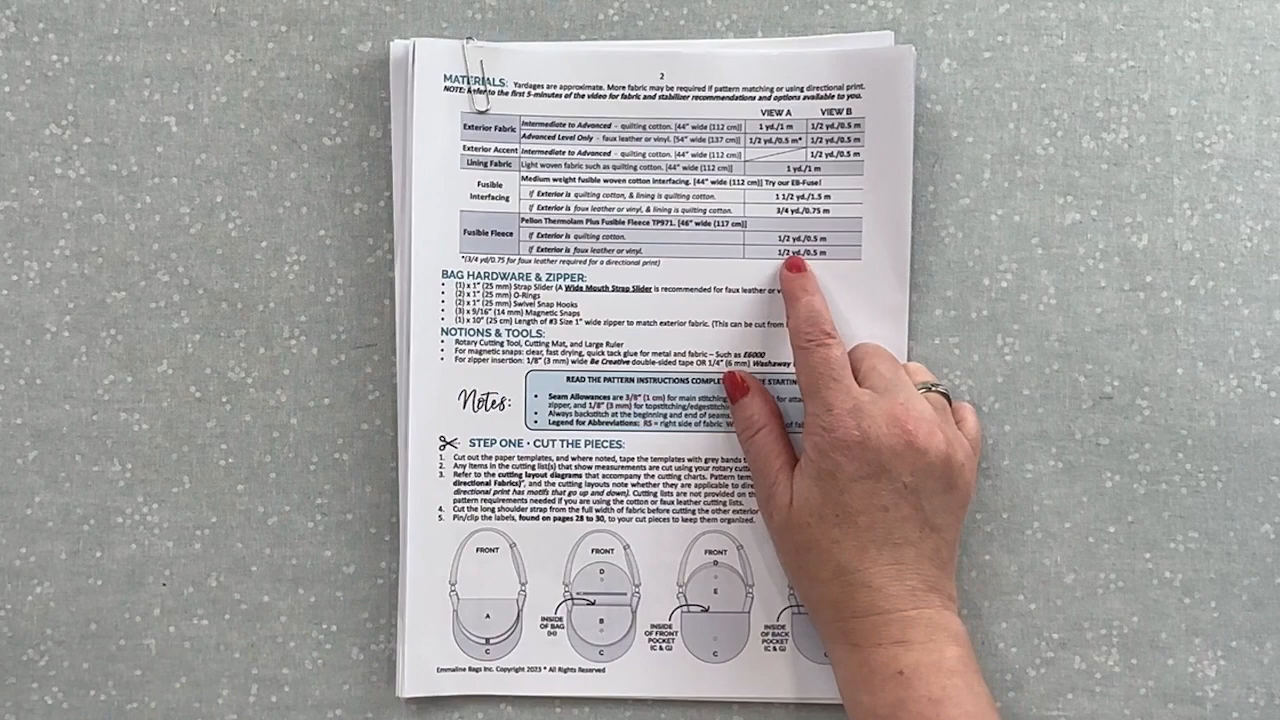 2
MATERIALS: Yardages are approximate. More fabric may be required if pattern matching or using directional print.
NOTE: Refer to the first 5-minutes of the video for fabric and stabilizer recommendations and options available to you.
VIEW A VIEW B
Exterior Fabric Intermediate to Advanced - quilting cotton. [44" wide (112 cm)] 1 yd./1 m 1/2 yd./0.5 m
Advanced Level Only - faux leather or vinyl. [54" wide (137 cm)] 1/2 yd./0.5 m* 1/2 yd./0.5 m
Exterior Accent Intermediate to Advanced - quilting cotton. [44" wide (112 cm)] 1/2 yd./0.5 m
Lining Fabric Light woven fabric such as quilting cotton. [44" wide (112 cm)] 1 yd./1 m
Fusible Interfacing Medium weight fusible woven cotton interfacing. [44" wide (112 cm)] Try our EB-Fuse!
If Exterior is quilting cotton, & lining is quilting cotton. 1 1/2 yd./1.5 m
If Exterior is faux leather or vinyl, & lining is quilting cotton. 3/4 yd./0.75 m
Fusible Fleece Pellon Thermolam Plus Fusible Fleece TP971. [46" wide (117 cm)]
If Exterior is quilting cotton. 1/2 yd./0.5 m
If Exterior is faux leather or vinyl. 1/2 yd./0.5 m
*(3/4 yd/0.75 for faux leather required for a directional print)
BAG HARDWARE & ZIPPER:
• (1) x 1" (25 mm) Strap Slider (A Wide Mouth Strap Slider is recommended for faux leather or
• (2) x 1" (25 mm) O-Rings
• (2) x 1" (25 mm) Swivel Snap Hooks
• (3) x 9/16" (14 mm) Magnetic Snaps
• (1) x 10" (25 cm) Length of #3 Size 1" wide zipper to match exterior fabric. (This can be cut from
NOTIONS & TOOLS:
• Rotary Cutting Tool, Cutting Mat, and Large Ruler
• For magnetic snaps: clear, fast drying, quick tack glue for metal and fabric – Such as E6000
• For zipper insertion: 1/8" (3 mm) wide Be Creative double-sided tape OR 1/4" (6 mm) Washaway
Notes:
READ THE PATTERN INSTRUCTIONS
• Seam Allowances are 3/8" (1 cm) for main stitching, for
zipper, and 1/8" (3 mm) for
• Always backstitch at the beginning and end of seams.
• Legend for Abbreviations: RS = right side of fabric
STEP ONE • CUT THE PIECES:
1. Cut out the paper templates, and where noted, tape the templates with grey bands
2. Any items in the cutting list(s) that show measurements are cut using your rotary
3. Refer to the cutting layout diagrams that accompany the cutting charts. Pattern
directional Fabrics)", and the cutting layouts note whether they are applicable to
directional print has motifs that go up and down). Cutting lists are not provided on
pattern requirements needed if you are using the cotton or faux leather cutting lists.
4. Cut the long shoulder strap from the full width of fabric before cutting the other exterior
5. Pin/clip the labels, found on pages 28 to 30, to your cut pieces to keep them organized.
FRONT
A
B
C
FRONT
D
B
C
INSIDE
OF BAG
(H)
FRONT
D
E
C
INSIDE
OF FRONT
POCKET
(C & G)
INSIDE
OF BACK
POCKET
(C & G)
Emmaline Bags Inc. Copyright 2023 * All Rights Reserved